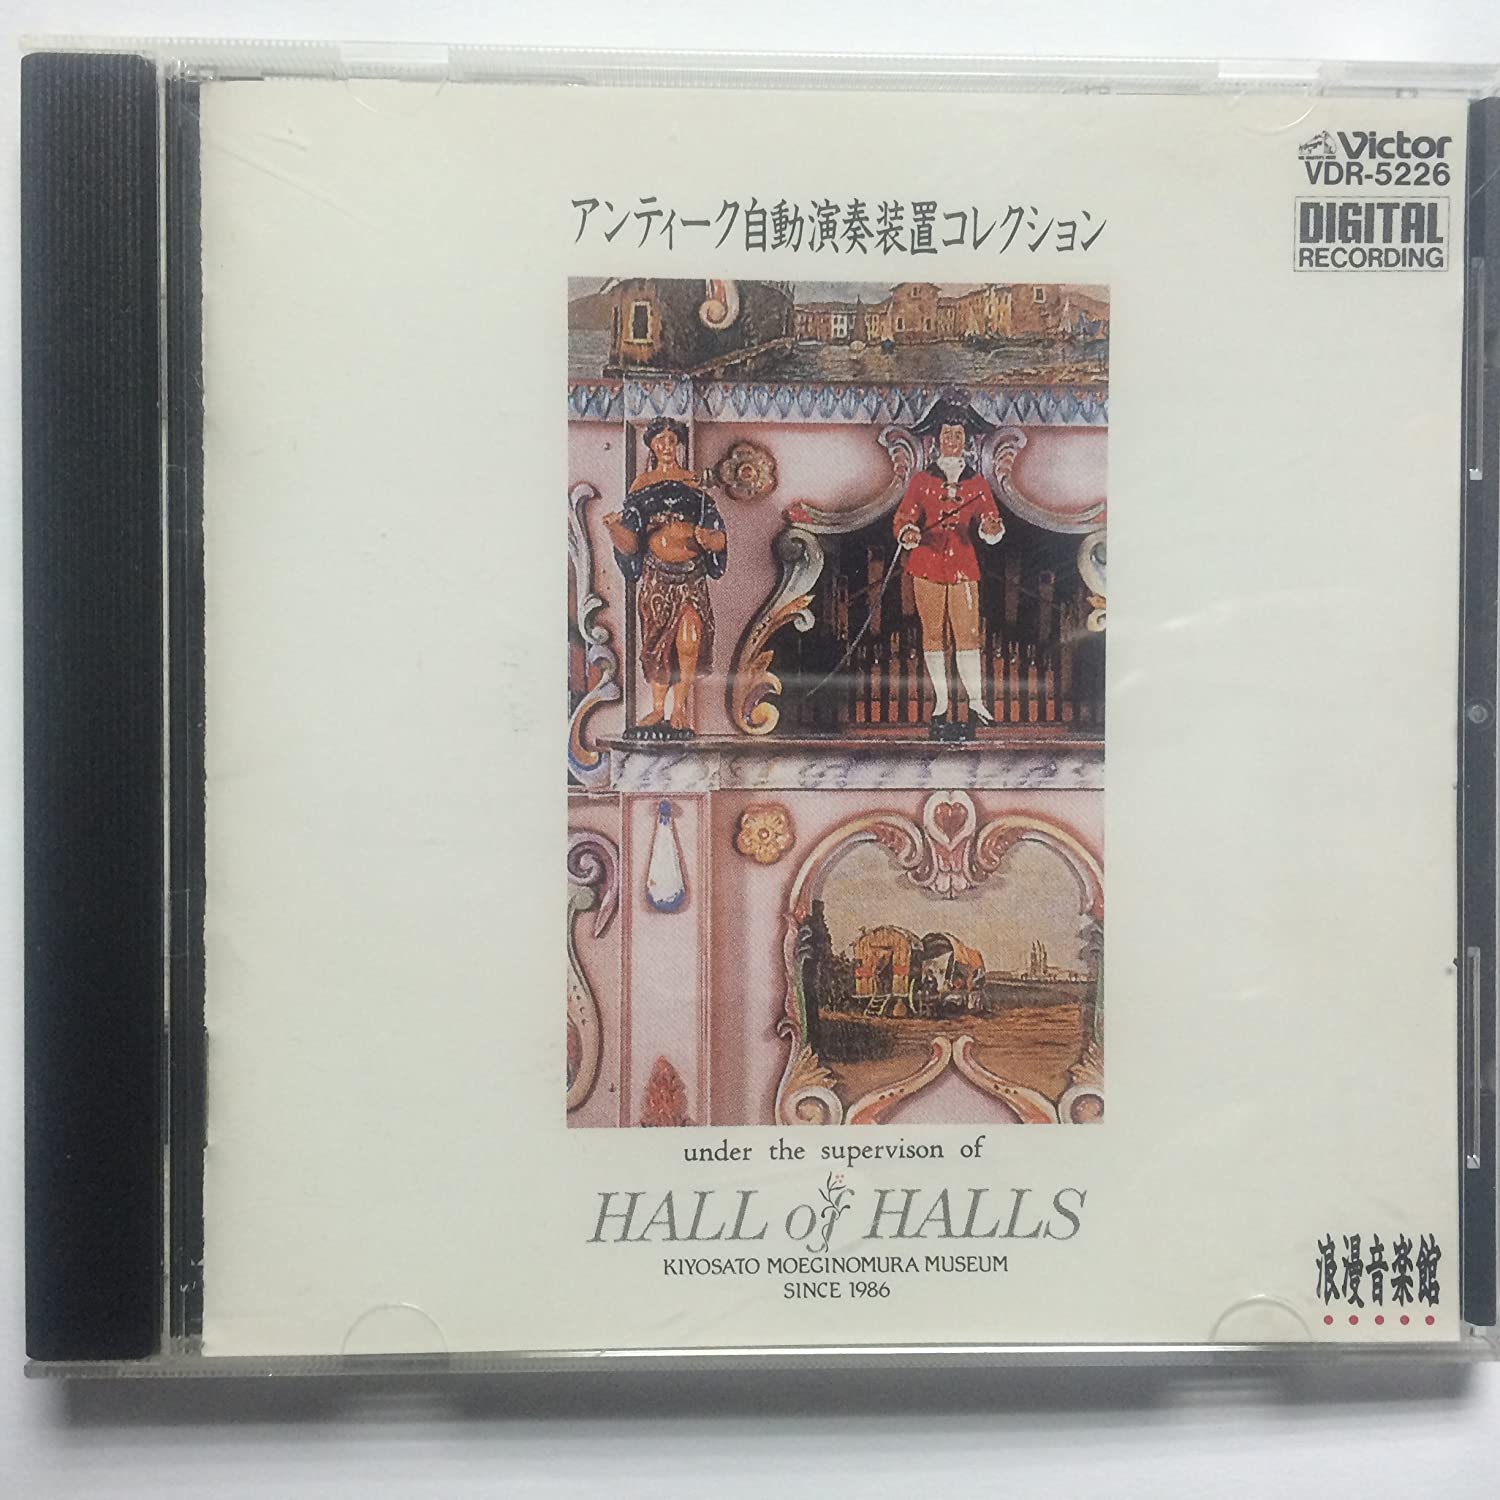 Victor
VDR-5226
DIGITAL
RECORDING
アンティーク自動演奏装置コレクション
under the supervison of
HALL of HALLS
KIYOSATO MOEGINOMURA MUSEUM
SINCE 1986
浪漫音楽館